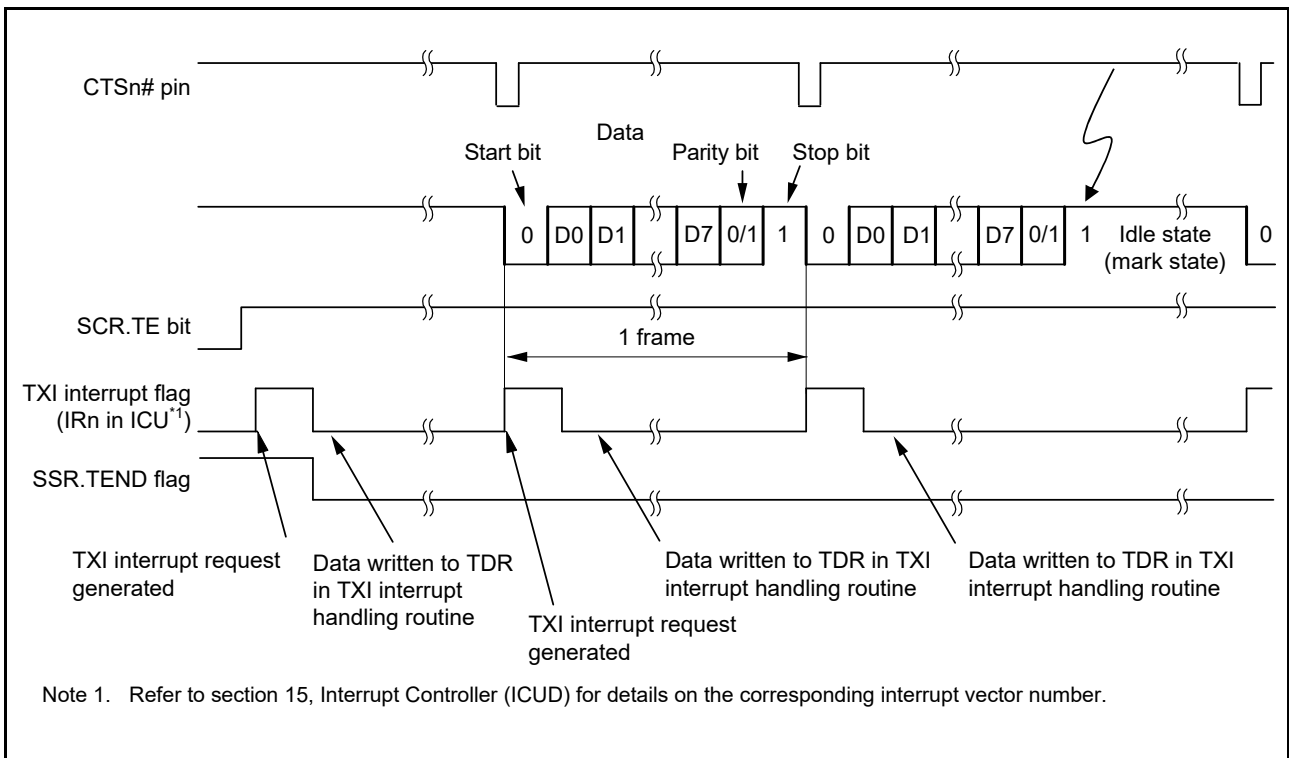 CTSn# pin
Data
Start bit
Parity bit
Stop bit
0 D0 D1 D7 0/1 1 0 D0 D1 D7 0/1 1 Idle state 0
(mark state)
SCR.TE bit
1 frame
TXI interrupt flag
(IRn in ICU*1)
SSR.TEND flag
TXI interrupt request
generated
Data written to TDR
in TXI interrupt
handling routine
TXI interrupt request
generated
Data written to TDR in TXI
interrupt handling routine
Data written to TDR in TXI
interrupt handling routine
Note 1. Refer to section 15, Interrupt Controller (ICUD) for details on the corresponding interrupt vector number.